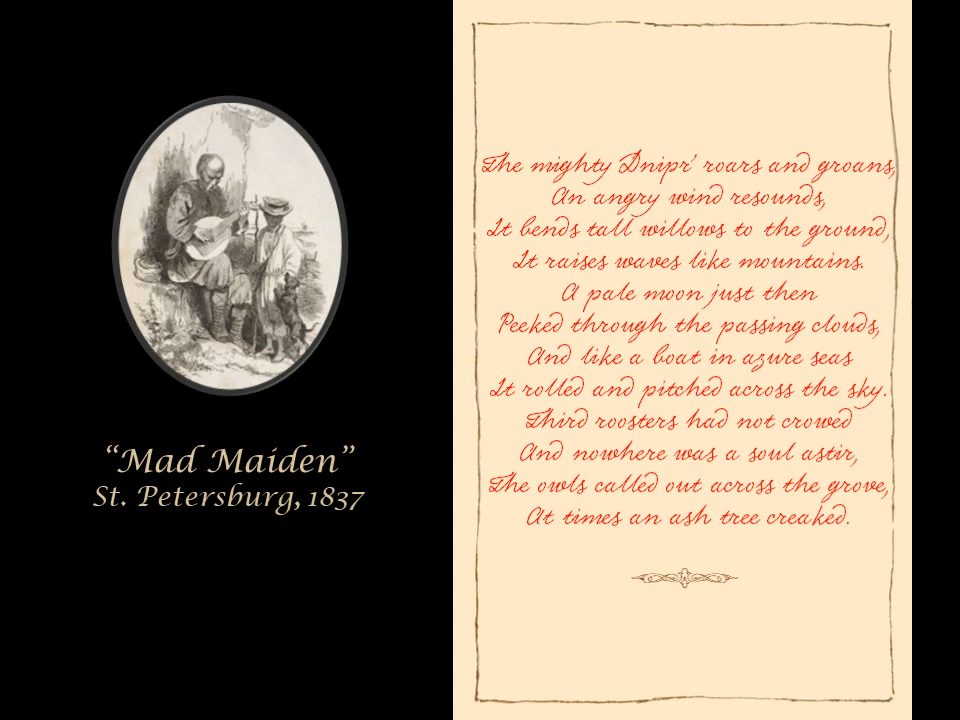 “Mad Maiden”
St. Petersburg, 1837
The mighty Dnipr’ roars and groans,
An angry wind resounds,
It bends tall willows to the ground,
It raises waves like mountains.
A pale moon just then
Peeked through the passing clouds,
And like a boat in azure seas
It rolled and pitched across the sky.
Third roosters had not crowed
And nowhere was a soul astir,
The owls called out across the grove,
At times an ash tree creaked.